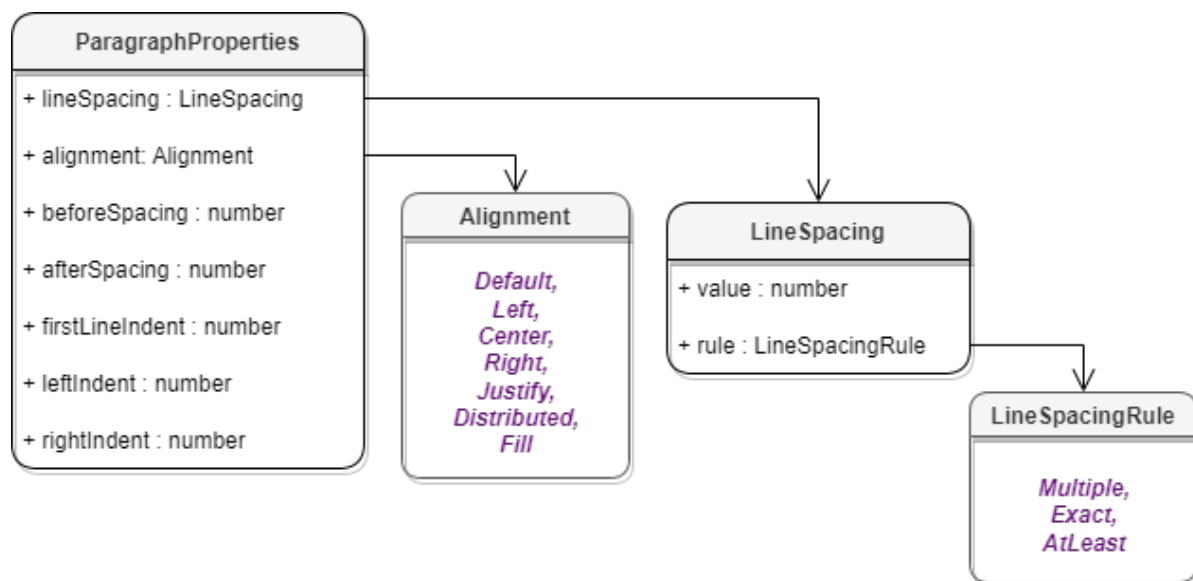 ParagraphProperties
+ lineSpacing : LineSpacing
+ alignment: Alignment
+ beforeSpacing : number
+ afterSpacing : number
+ firstLineIndent : number
+ leftIndent : number
+ rightIndent : number
Alignment
Default,
Left,
Center,
Right,
Justify,
Distributed,
Fill
LineSpacing
+ value : number
+ rule : LineSpacingRule
LineSpacingRule
Multiple,
Exact,
AtLeast